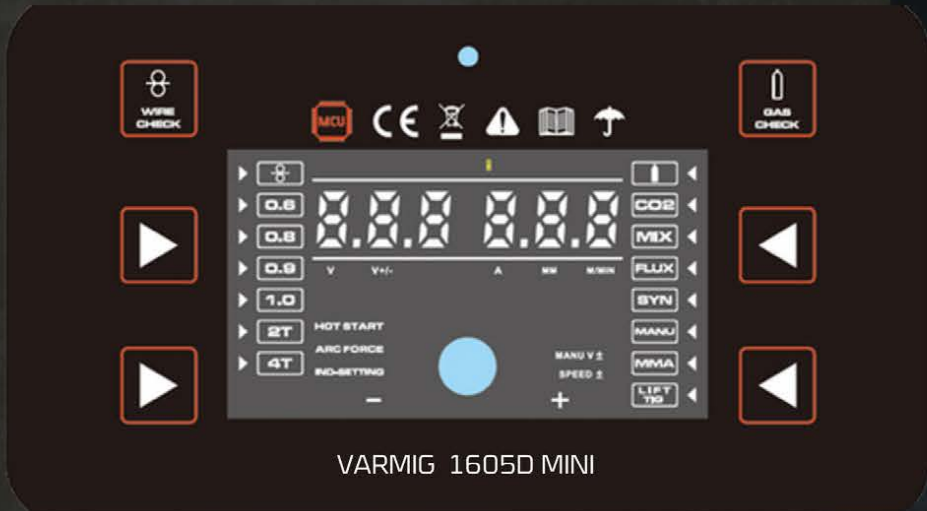 WIRE
CHECK
GAS
CHECK
MCU
CE
0.6
0.8
0.9
1.0
2T
4T
8.8.8 8.8.8
V V+/- A MM M/MIN
HOT START
ARC FORCE
IND-SETTING
MANU V ±
SPEED ±
- +
CO2
MIX
FLUX
SYN
MANU
MMA
LIFT
TIG
VARMIG 1605D MINI